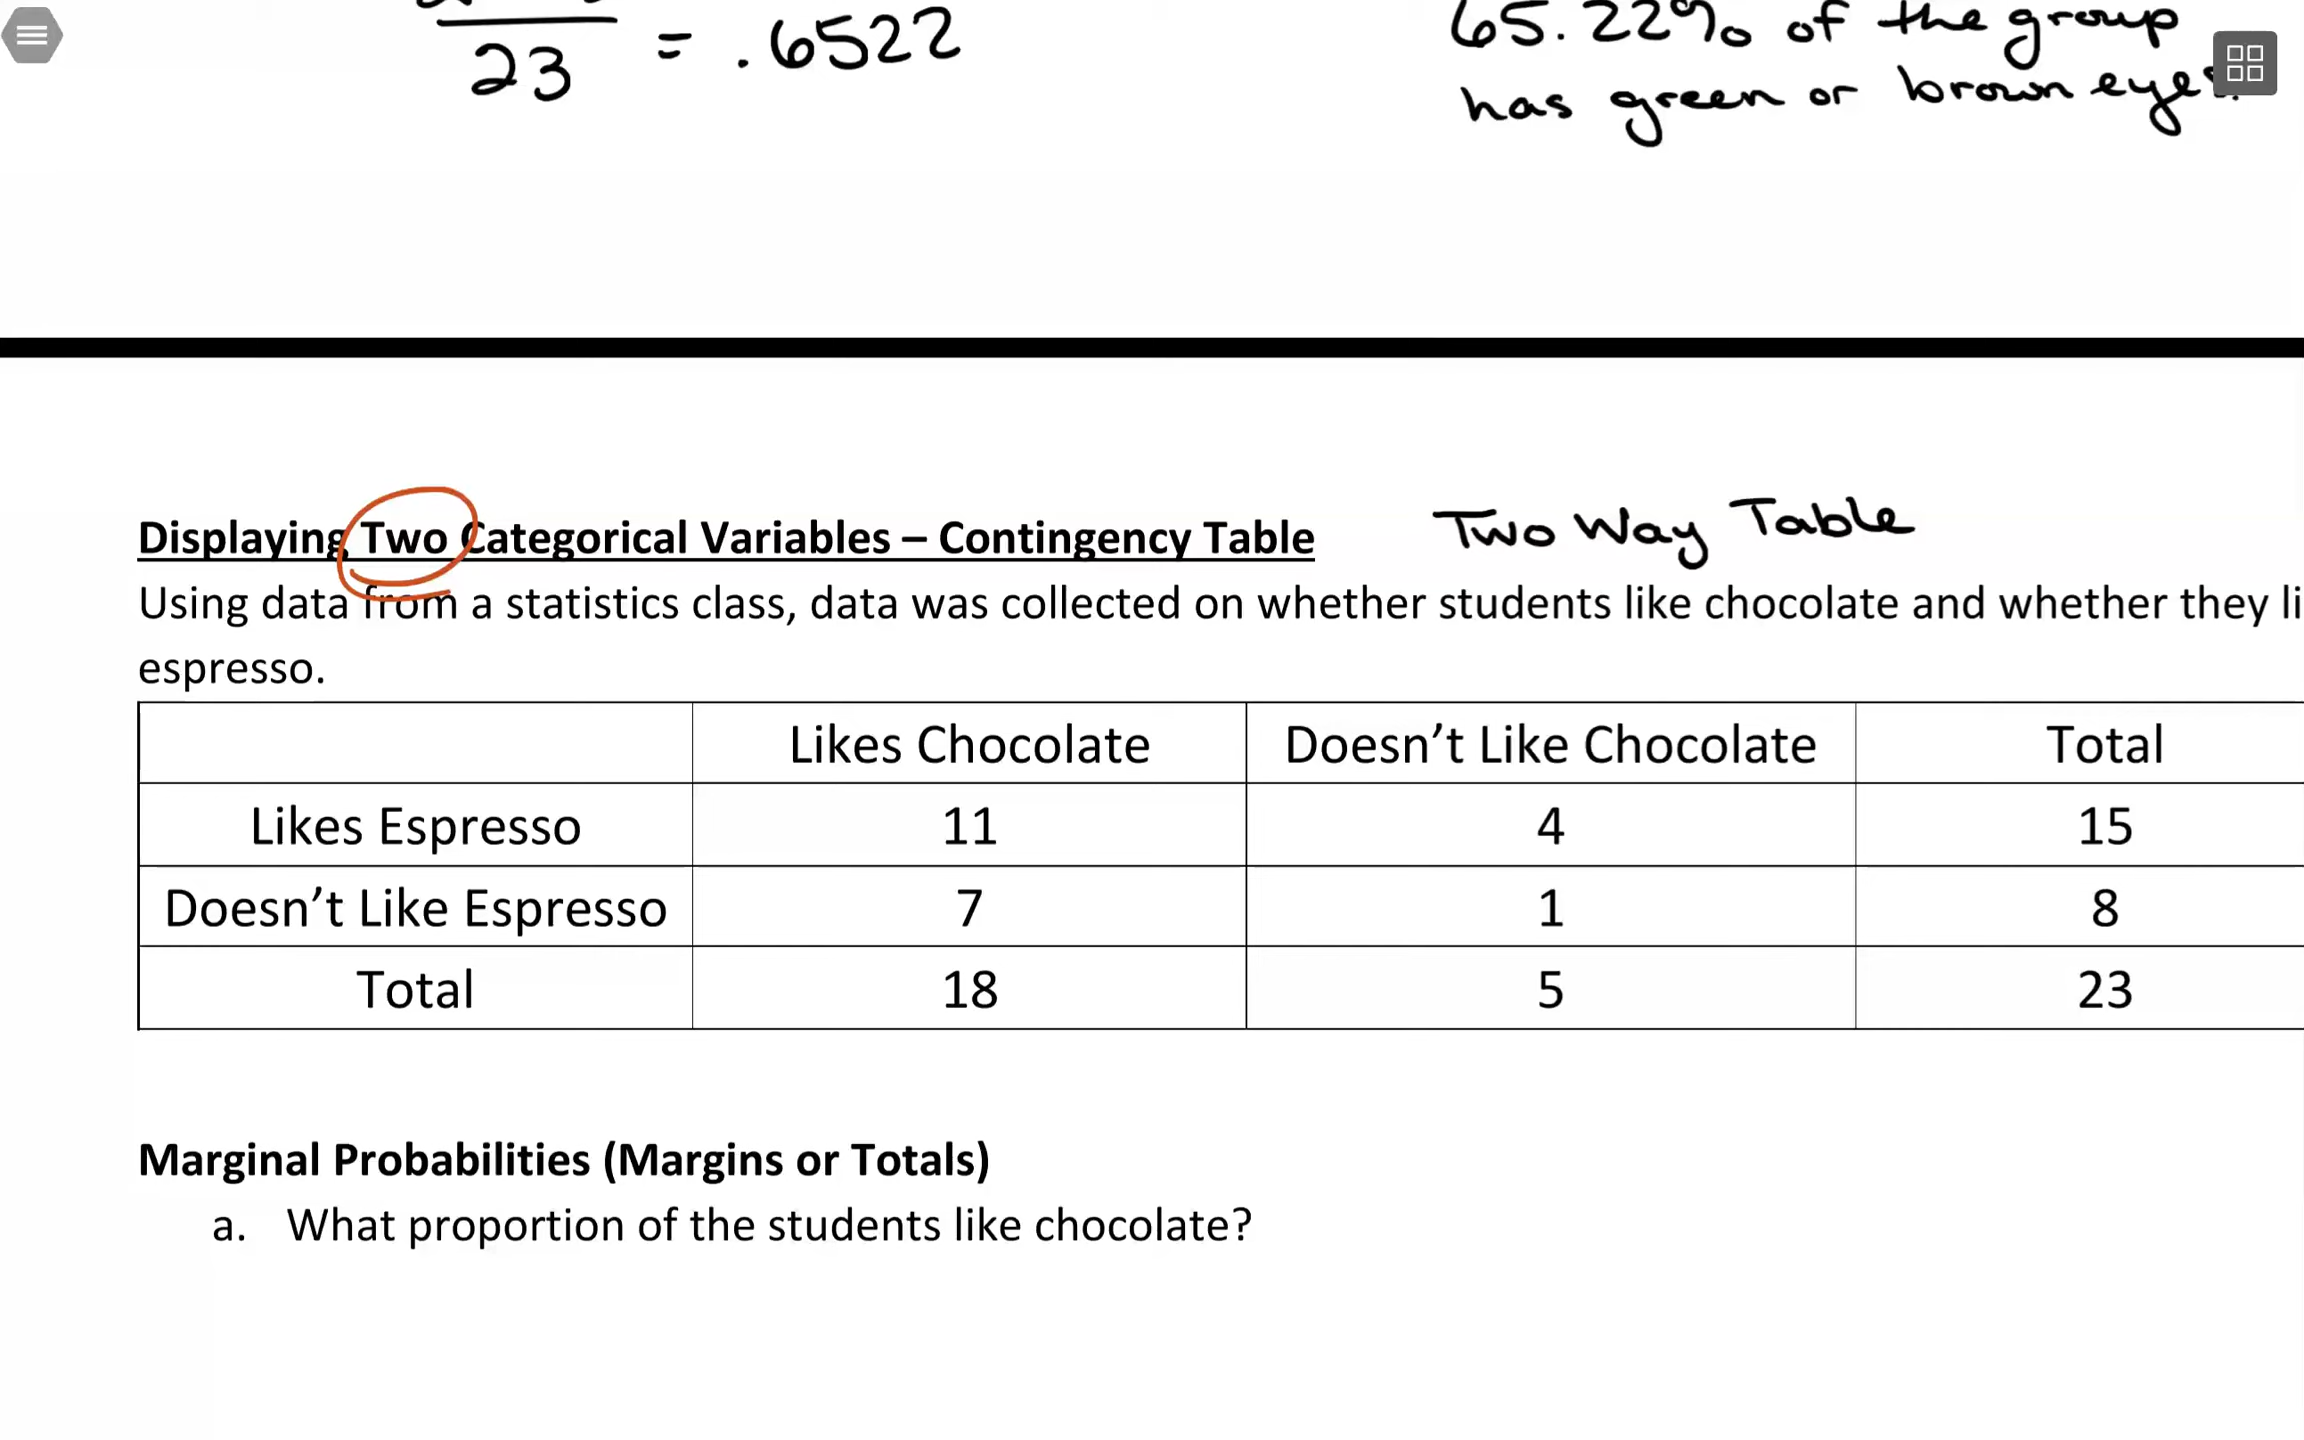 23 = .6522
65.22% of the group
has green or brown eyes.
Displaying Two Categorical Variables – Contingency Table Two Way Table
Using data from a statistics class, data was collected on whether students like chocolate and whether they li
espresso.
Likes Chocolate Doesn’t Like Chocolate Total
Likes Espresso 11 4 15
Doesn’t Like Espresso 7 1 8
Total 18 5 23
Marginal Probabilities (Margins or Totals)
a. What proportion of the students like chocolate?